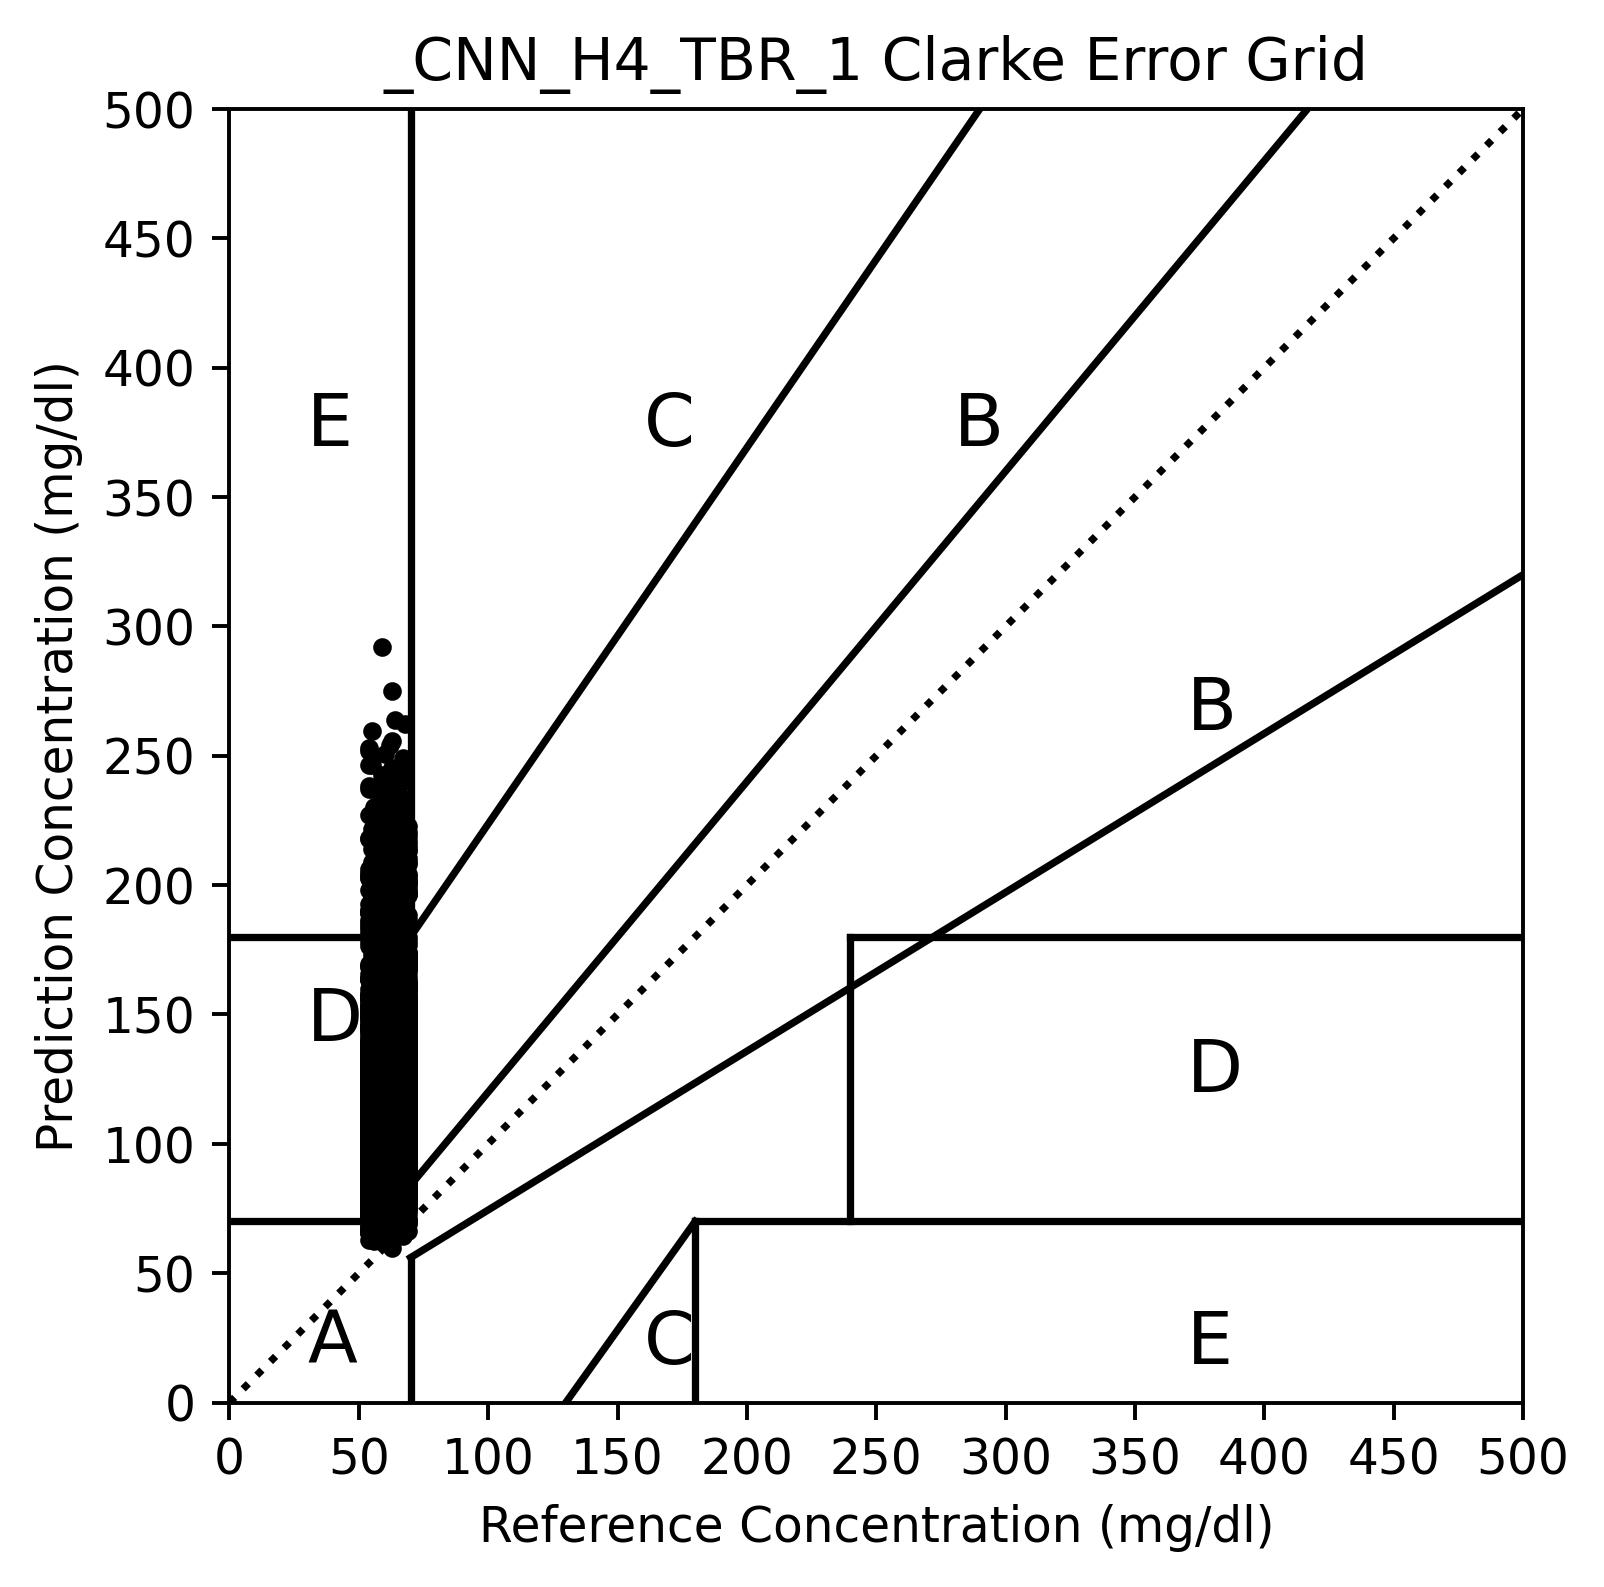 _CNN_H4_TBR_1 Clarke Error Grid
500
450
400
350
300
250
200
150
100
50
0
Prediction Concentration (mg/dl)
E
C
B
B
D
D
A
C
E
0 50 100 150 200 250 300 350 400 450 500
Reference Concentration (mg/dl)